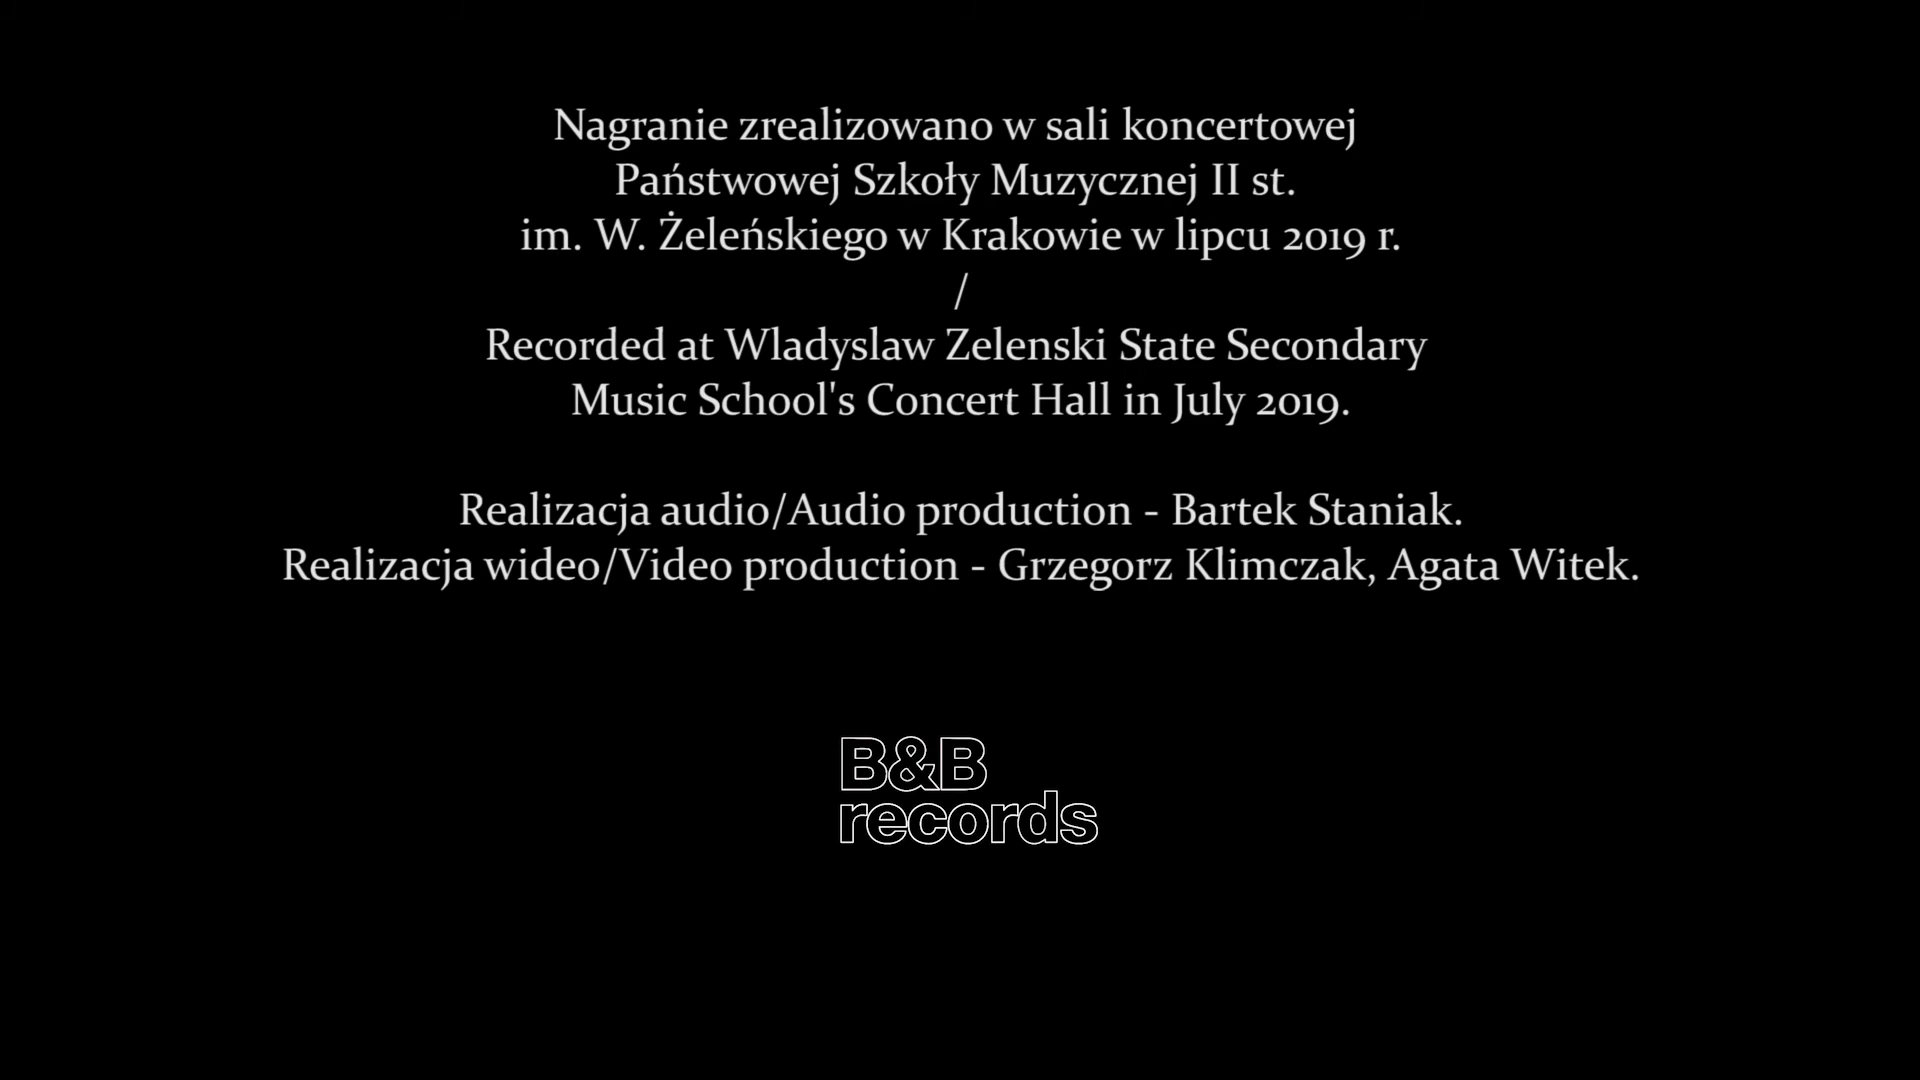 Nagranie zrealizowano w sali koncertowej
Państwowej Szkoły Muzycznej II st.
im. W. Żeleńskiego w Krakowie w lipcu 2019 r.
/
Recorded at Wladyslaw Zelenski State Secondary
Music School's Concert Hall in July 2019.
Realizacja audio/Audio production - Bartek Staniak.
Realizacja wideo/Video production - Grzegorz Klimczak, Agata Witek.
B&B
records